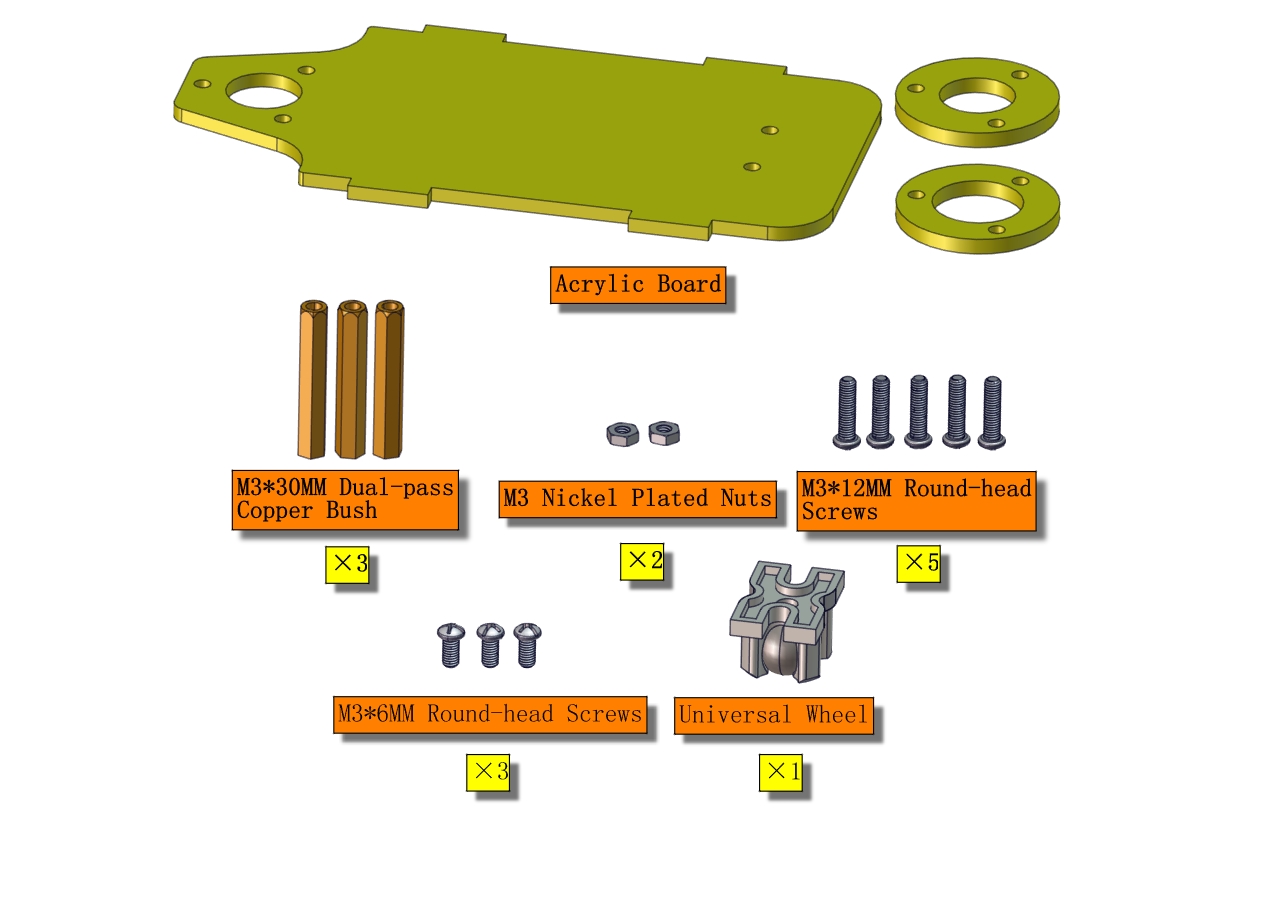 Acrylic Board
M3*30MM Dual-pass
Copper Bush
×3
M3 Nickel Plated Nuts
×2
M3*12MM Round-head
Screws
×5
M3*6MM Round-head Screws
×3
Universal Wheel
×1